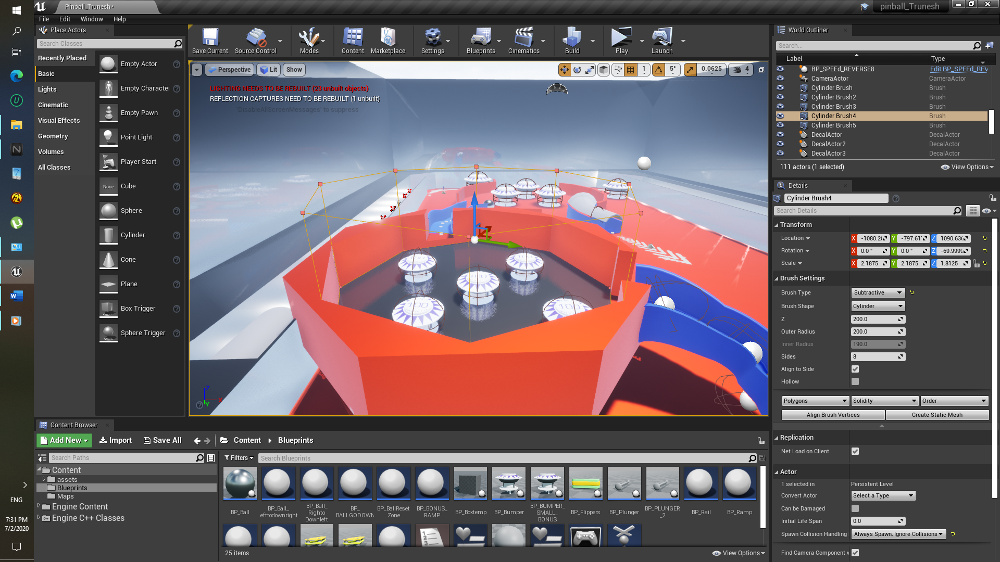 Pinball_Trunesh*
pinball_Trunesh
File Edit Window Help
Place Actors
Search Classes
Recently Placed
Basic
Lights
Cinematic
Visual Effects
Geometry
Volumes
All Classes
Empty Actor
Empty Character
Empty Pawn
Point Light
Player Start
None
Cube
Sphere
Cylinder
Cone
Plane
Box Trigger
Sphere Trigger
Save Current
Source Control
Modes
Content
Marketplace
Settings
Blueprints
Cinematics
Build
Play
Launch
Perspective
Lit
Show
1
5°
0.0625
4
LIGHTING NEEDS TO BE REBUILT (23 unbuilt objects)
REFLECTION CAPTURES NEED TO BE REBUILT (1 unbuilt)
'DisableAllScreenMessages' to suppress
100
100
Z
X
Y
World Outliner
Search...
Label Type
BP_SPEEd_REVERSE8 Edit BP_SPEEd_REV
CameraActor CameraActor
Cylinder Brush Brush
Cylinder Brush2 Brush
Cylinder Brush3 Brush
Cylinder Brush4 Brush
Cylinder Brush5 Brush
DecalActor DecalActor
DecalActor2 DecalActor
DecalActor3 DecalActor
111 actors (1 selected)
View Options
Details
Cylinder Brush4
Search Details
Transform
Location X -1080.2 Y -797.61 Z 1090.636
Rotation X 0.0 ° Y 0.0 ° Z -69.9999
Scale X 2.1875 Y 2.1875 Z 1.8125
Brush Settings
Brush Type Subtractive
Brush Shape Cylinder
Z 200.0
Outer Radius 200.0
Inner Radius 190.0
Sides 8
Align to Side
Hollow
Polygons Solidity Order
Align Brush Vertices Create Static Mesh
Replication
Net Load on Client
Actor
1 selected in Persistent Level
Convert Actor Select a Type
Can be Damaged
Initial Life Span 0.0
Spawn Collision Handling Always Spawn, Ignore Collisions
Find Camera Component
Content Browser
Add New Import Save All Content Blueprints
Search Paths
Filters
Search Blueprints
Content
assets
Blueprints
Maps
Engine Content
Engine C++ Classes
BP_Ball
BP_Ball_
efttodownright
BP_Ball_
Righto
Downleft
BP_
BALLGODOWN
BP_BallReset
Zone
BP_BONUS_
RAMP
BP_Boxtemp
BP_Bumper
BP_BUMPER_
SMALL_
BONUS
BP_Flippers
BP_Plunger
BP_PLUNGER
_2
BP_Rail
BP_Ramp
25 items
View Options
ENG
7:31 PM
7/2/2020